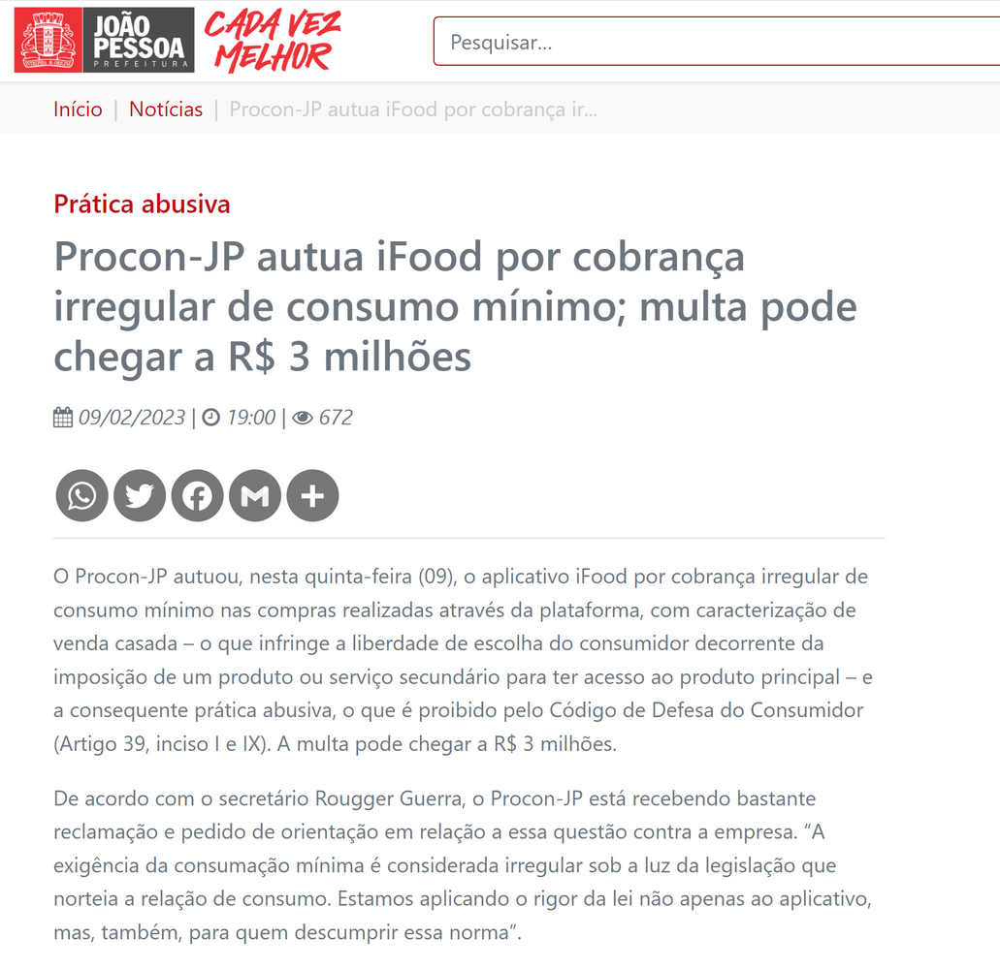 JOÃO
PESSOA
PREFEITURA
CADA VEZ
MELHOR
Pesquisar...
Início | Notícias | Procon-JP autua iFood por cobrança ir...
Prática abusiva
Procon-JP autua iFood por cobrança
irregular de consumo mínimo; multa pode
chegar a R$ 3 milhões
09/02/2023 | 19:00 | 672
O Procon-JP autuou, nesta quinta-feira (09), o aplicativo iFood por cobrança irregular de
consumo mínimo nas compras realizadas através da plataforma, com caracterização de
venda casada – o que infringe a liberdade de escolha do consumidor decorrente da
imposição de um produto ou serviço secundário para ter acesso ao produto principal – e
a consequente prática abusiva, o que é proibido pelo Código de Defesa do Consumidor
(Artigo 39, inciso I e IX). A multa pode chegar a R$ 3 milhões.
De acordo com o secretário Rougger Guerra, o Procon-JP está recebendo bastante
reclamação e pedido de orientação em relação a essa questão contra a empresa. “A
exigência da consumação mínima é considerada irregular sob a luz da legislação que
norteia a relação de consumo. Estamos aplicando o rigor da lei não apenas ao aplicativo,
mas, também, para quem descumprir essa norma”.